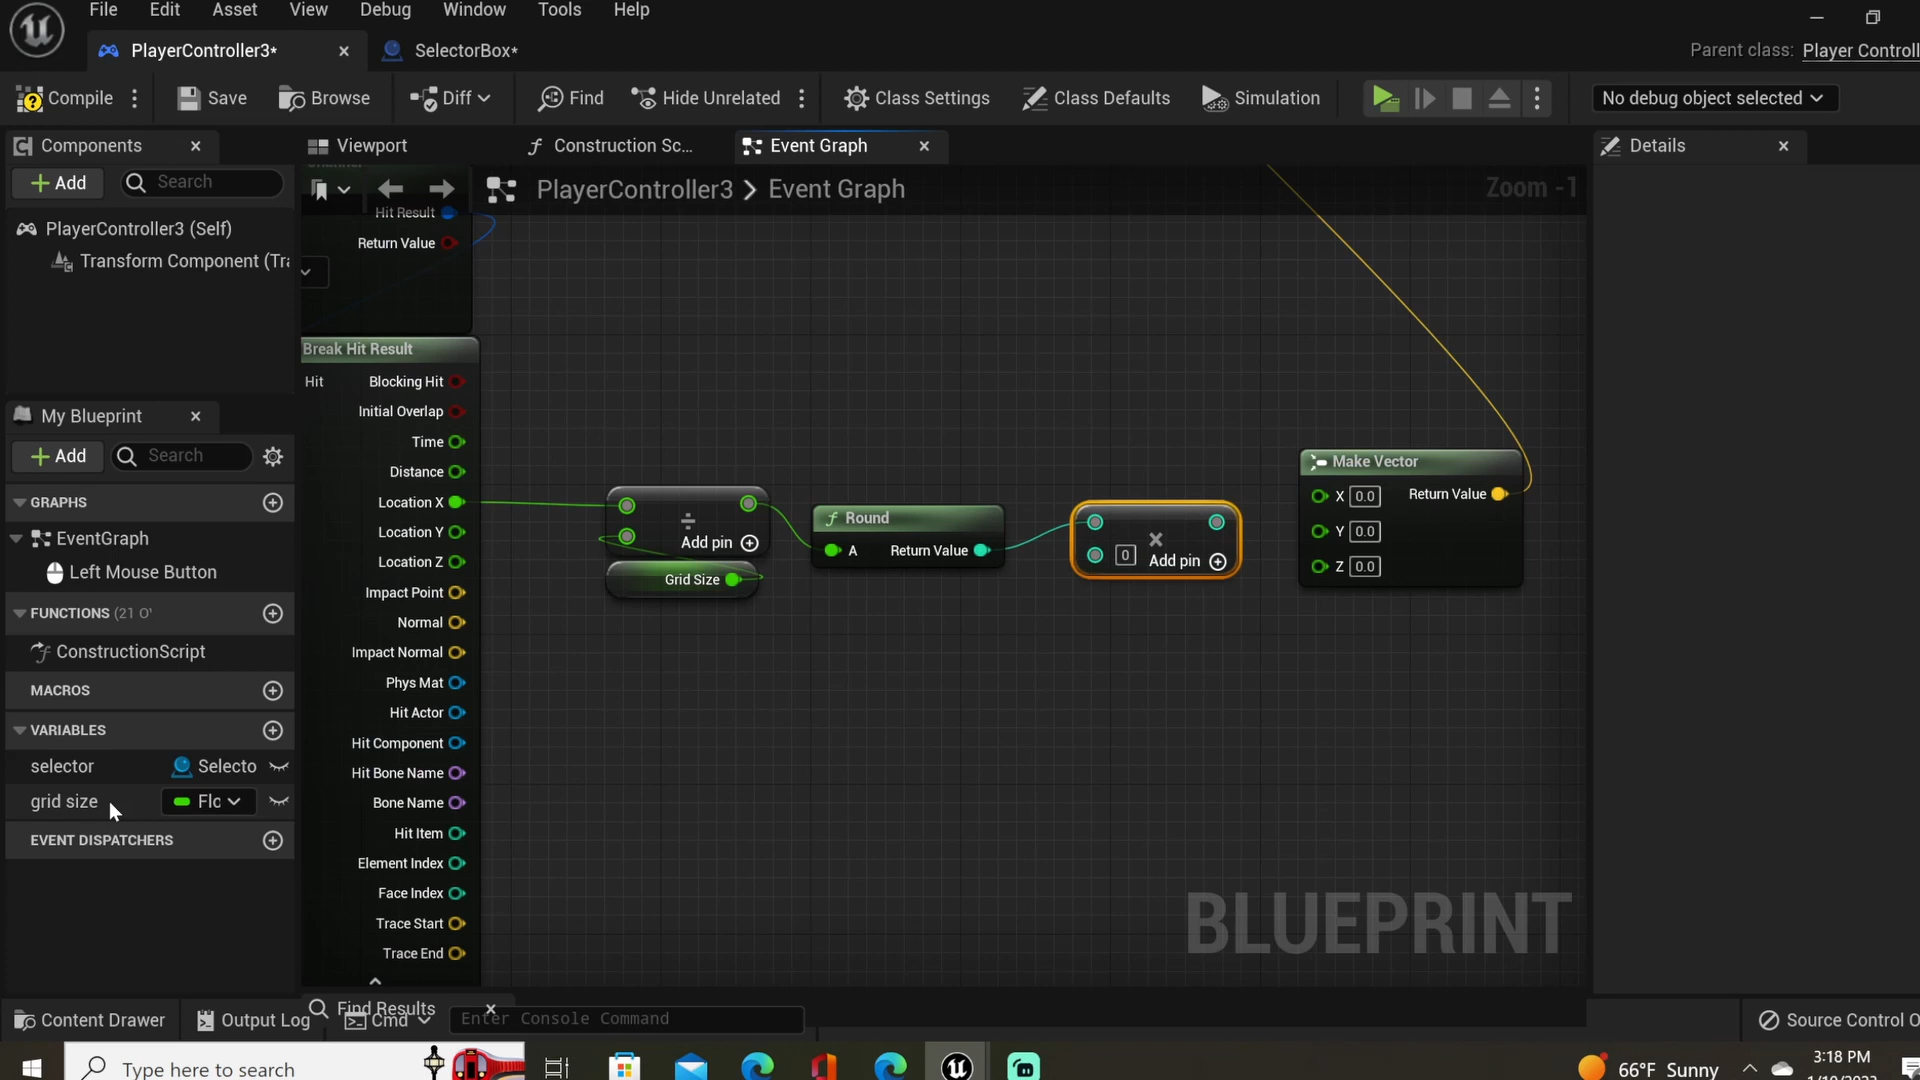 File Edit Asset View Debug Window Tools Help
PlayerController3* SelectorBox*
Parent class: Player Controll
Compile Save Browse Diff Find Hide Unrelated Class Settings Class Defaults Simulation No debug object selected
Components Viewport Construction Sc... Event Graph Details
Add Search
PlayerController3 > Event Graph
Zoom -1
PlayerController3 (Self)
Transform Component (Tra
Hit Result
Return Value
Break Hit Result
Hit
Blocking Hit
Initial Overlap
Time
Distance
Location X
Location Y
Location Z
Impact Point
Normal
Impact Normal
Phys Mat
Hit Actor
Hit Component
Hit Bone Name
Bone Name
Hit Item
Element Index
Face Index
Trace Start
Trace End
÷
Add pin
Grid Size
Round
A Return Value
×
0 Add pin
Make Vector
X 0.0 Return Value
Y 0.0
Z 0.0
BLUEPRINT
My Blueprint
Add Search
GRAPHS
EventGraph
Left Mouse Button
FUNCTIONS (21 O'
ConstructionScript
MACROS
VARIABLES
selector Selecto
grid size Flo
EVENT DISPATCHERS
Find Results
Content Drawer Output Log Cmd Enter Console Command Source Control O
Type here to search
66°F Sunny
3:18 PM